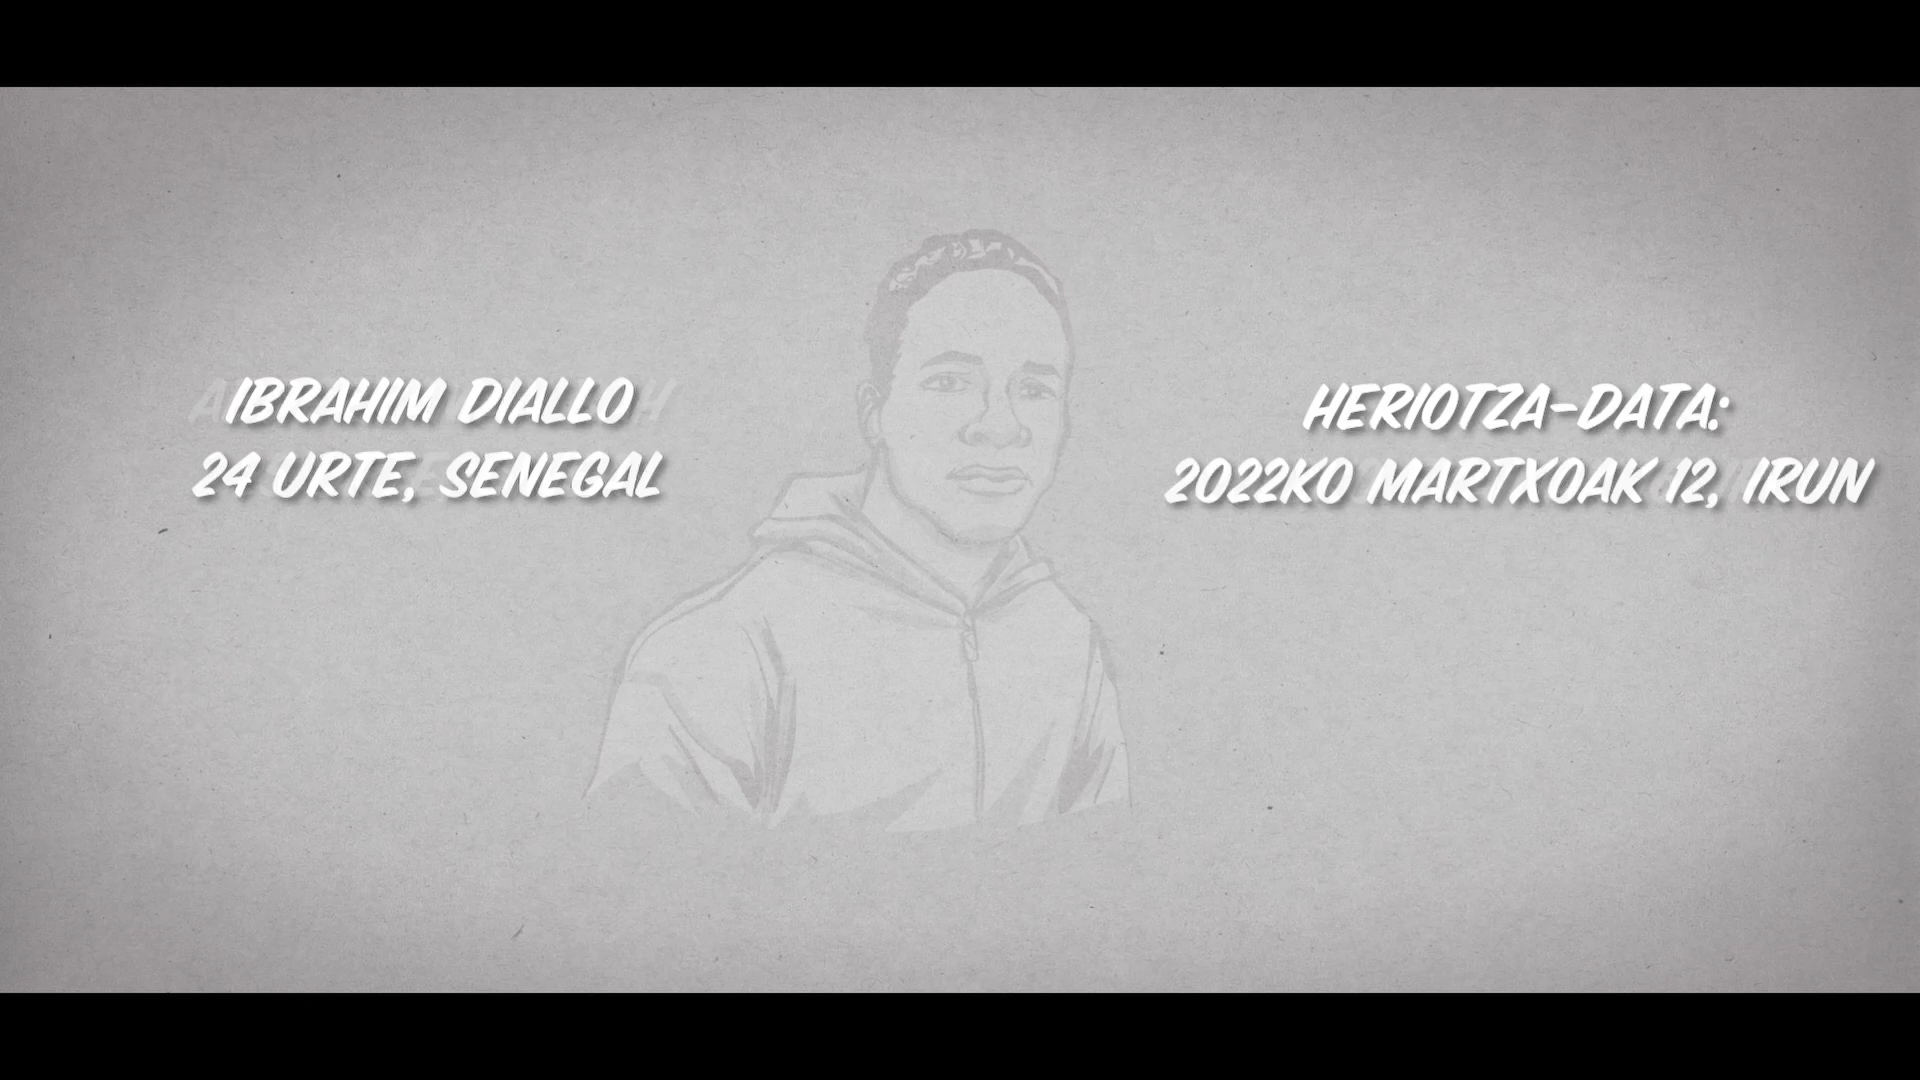 IBRAHIM DIALLO
24 URTE, SENEGAL
HERIOTZA-DATA:
2022KO MARTXOAK 12, IRUN